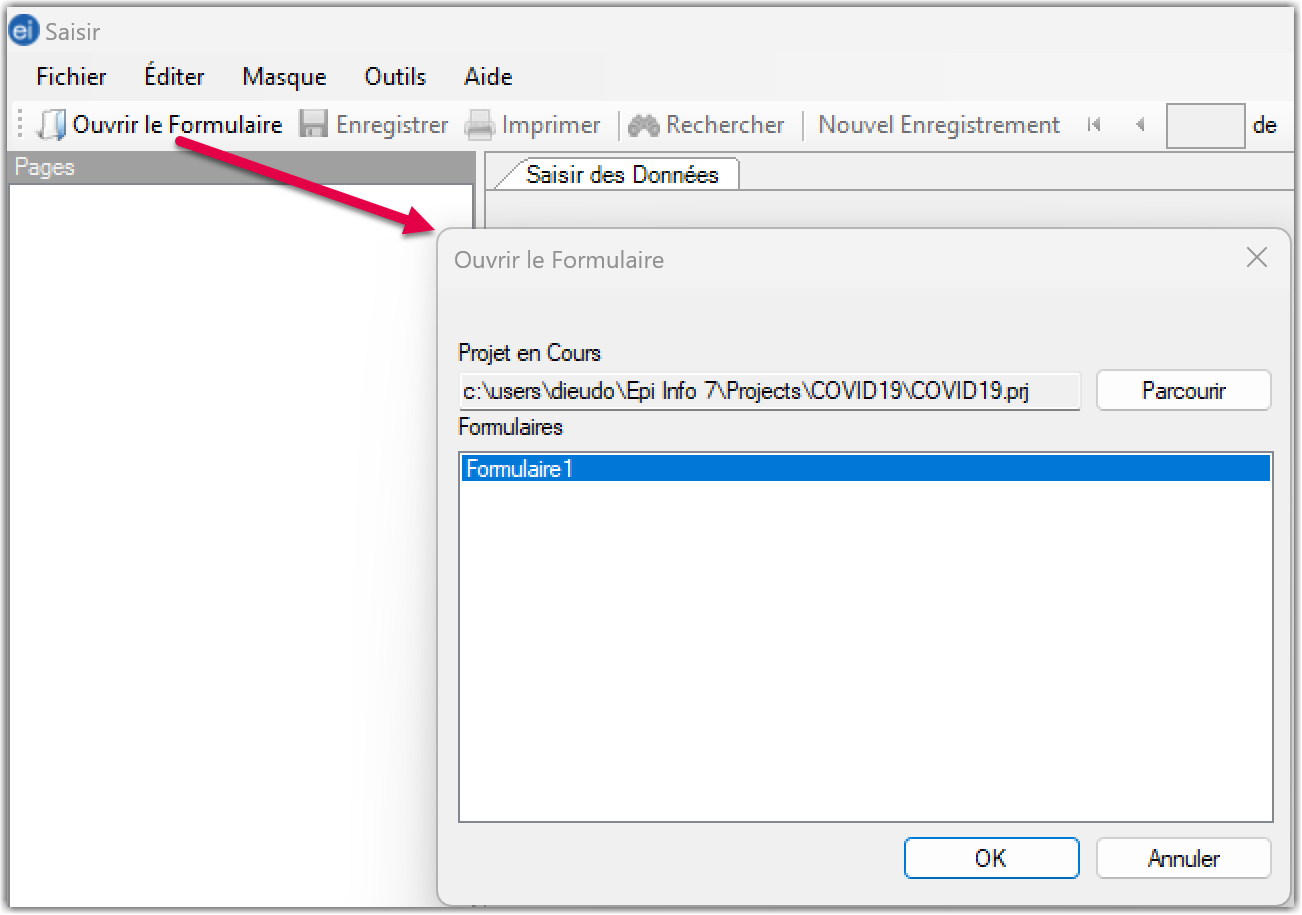 ei Saisir
Fichier Éditer Masque Outils Aide
Ouvrir le Formulaire Enregistrer Imprimer Rechercher Nouvel Enregistrement de
Pages
Saisir des Données
Ouvrir le Formulaire
Projet en Cours
c:\users\dieudo\Epi Info 7\Projects\COVID19\COVID19.prj Parcourir
Formulaires
Formulaire1
OK Annuler